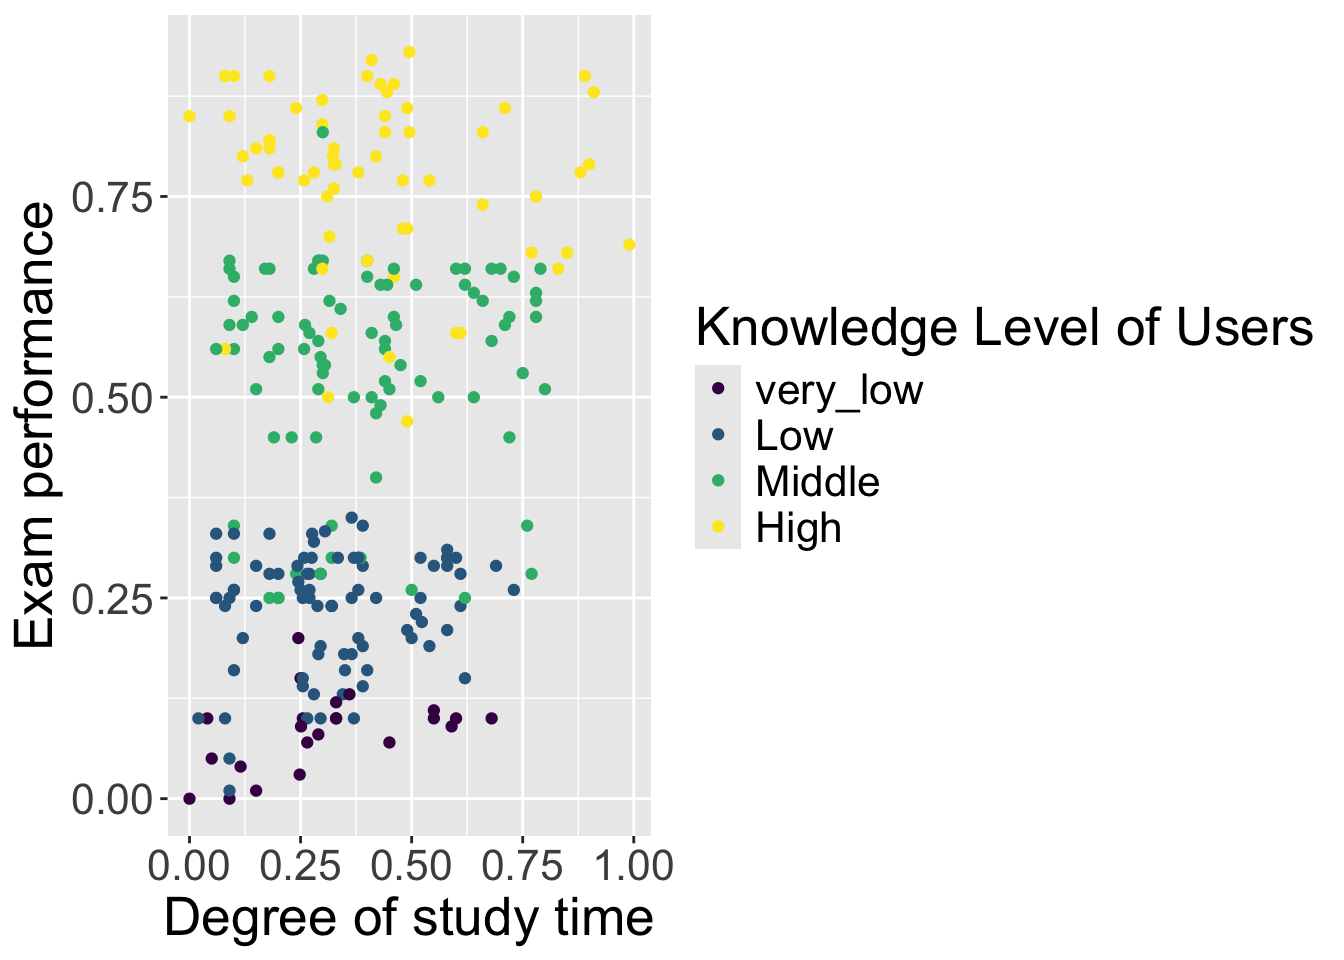 Exam performance
0.75
0.50
0.25
0.00
0.00 0.25 0.50 0.75 1.00
Degree of study time
Knowledge Level of Users
very_low
Low
Middle
High